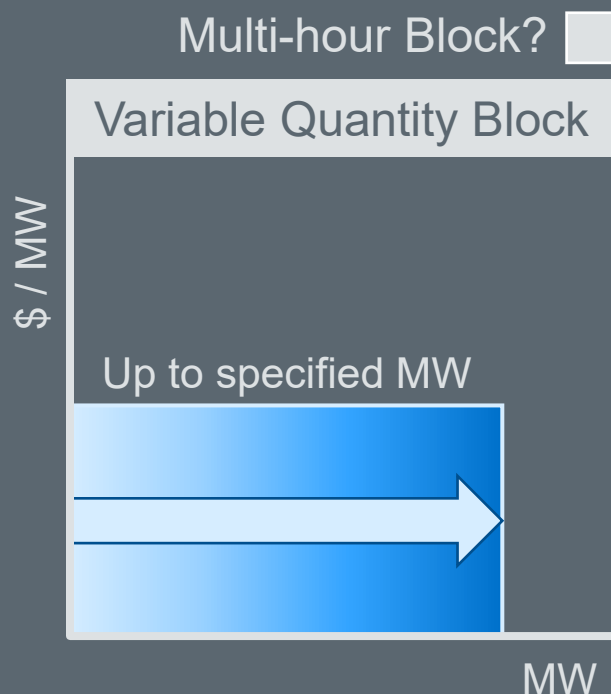 Multi-hour Block?
Variable Quantity Block
$ / MW
Up to specified MW
MW